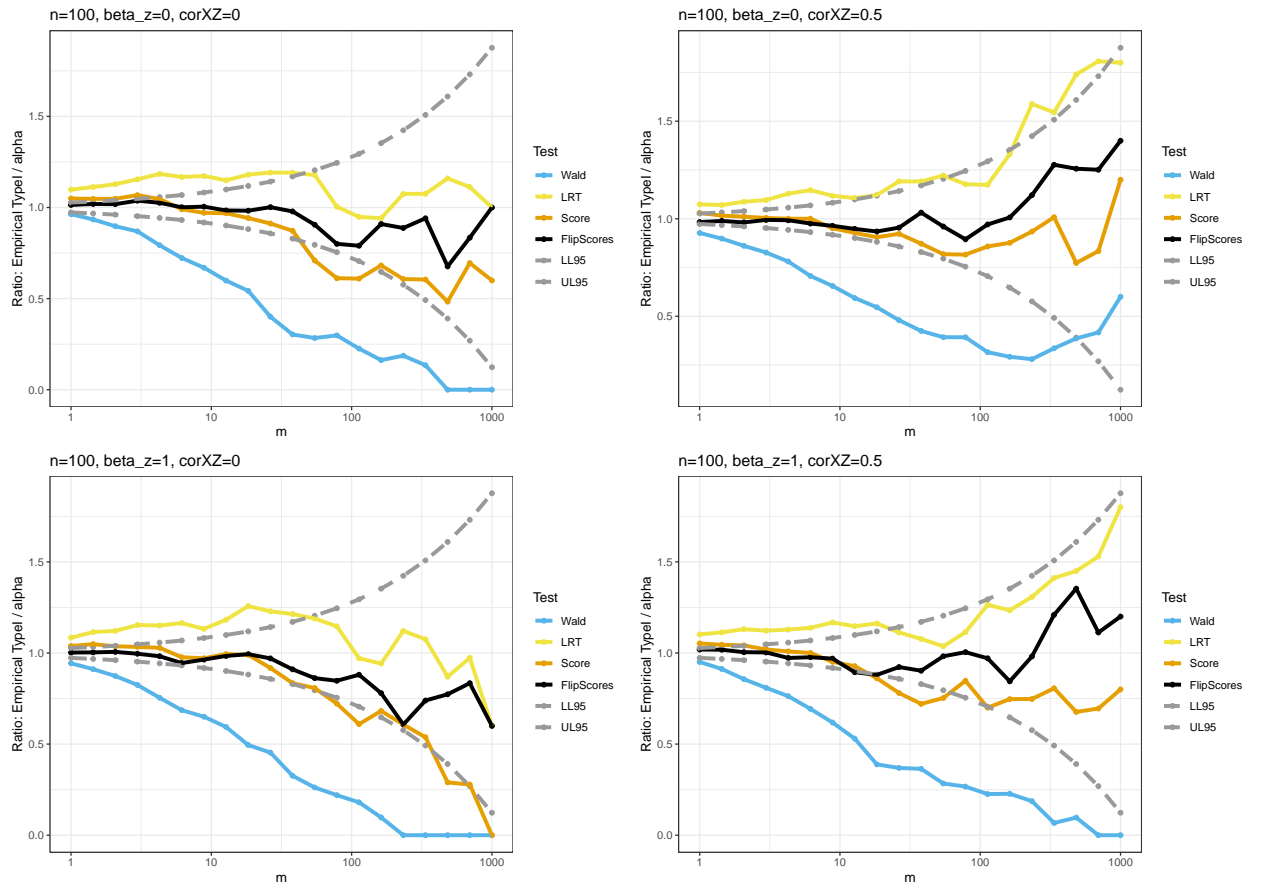 n=100, beta_z=0, corXZ=0
Ratio: Empirical TypeI / alpha
1.5
1.0
0.5
0.0
1
10
100
1000
m
Test
Wald
LRT
Score
FlipScores
LL95
UL95
n=100, beta_z=0, corXZ=0.5
Ratio: Empirical TypeI / alpha
1.5
1.0
0.5
1
10
100
1000
m
Test
Wald
LRT
Score
FlipScores
LL95
UL95
n=100, beta_z=1, corXZ=0
Ratio: Empirical TypeI / alpha
1.5
1.0
0.5
0.0
1
10
100
1000
m
Test
Wald
LRT
Score
FlipScores
LL95
UL95
n=100, beta_z=1, corXZ=0.5
Ratio: Empirical TypeI / alpha
1.5
1.0
0.5
0.0
1
10
100
1000
m
Test
Wald
LRT
Score
FlipScores
LL95
UL95